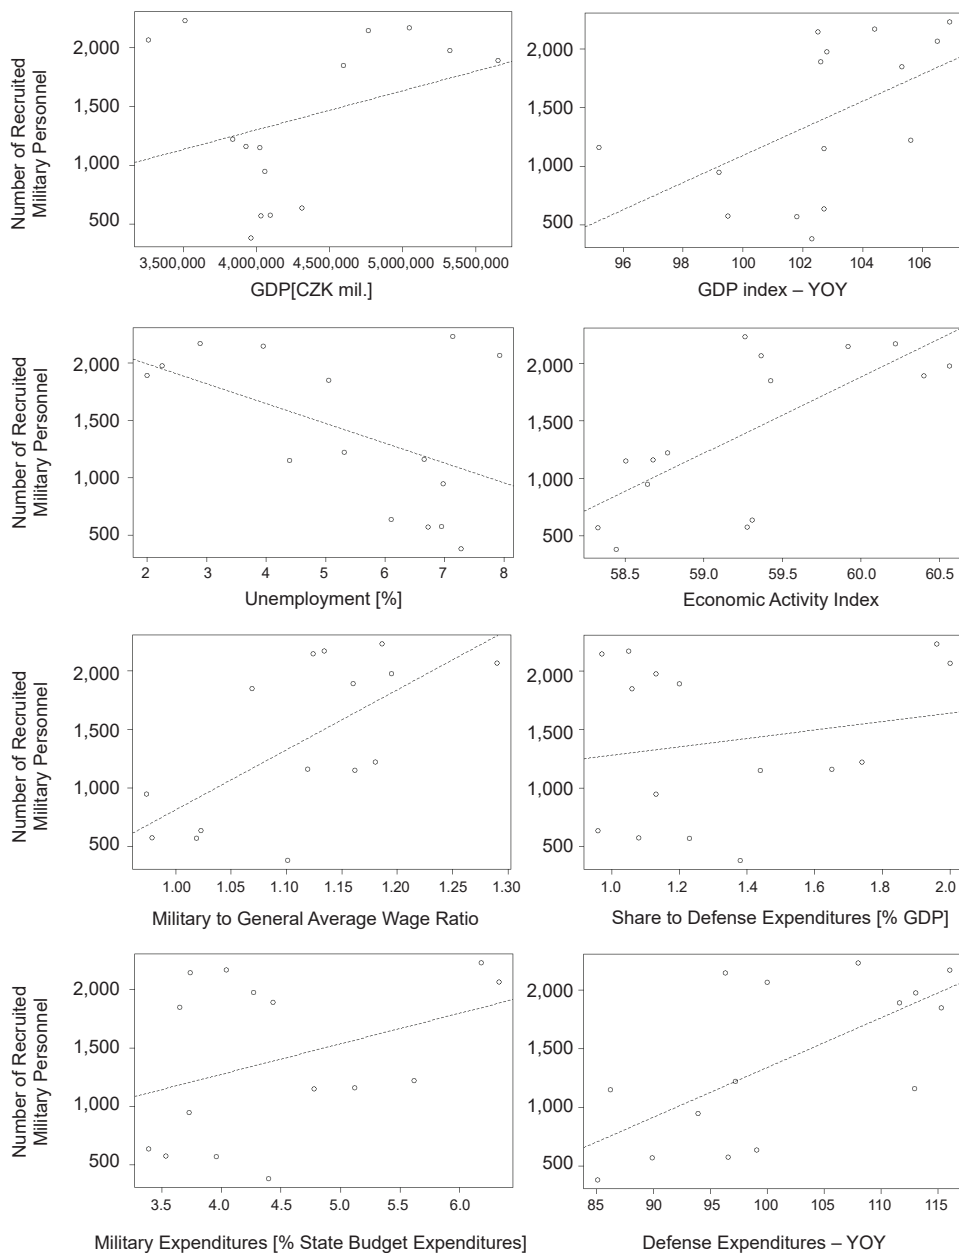 Number of Recruited
Military Personnel
2,000
1,500
1,000
500
3,500,000 4,000,000 4,500,000 5,000,000 5,500,000
GDP[CZK mil.]
2,000
1,500
1,000
500
96 98 100 102 104 106
GDP index – YOY
Number of Recruited
Military Personnel
2,000
1,500
1,000
500
2 3 4 5 6 7 8
Unemployment [%]
2,000
1,500
1,000
500
58.5 59.0 59.5 60.0 60.5
Economic Activity Index
Number of Recruited
Military Personnel
2,000
1,500
1,000
500
1.00 1.05 1.10 1.15 1.20 1.25 1.30
Military to General Average Wage Ratio
2,000
1,500
1,000
500
1.0 1.2 1.4 1.6 1.8 2.0
Share to Defense Expenditures [% GDP]
Number of Recruited
Military Personnel
2,000
1,500
1,000
500
3.5 4.0 4.5 5.0 5.5 6.0
Military Expenditures [% State Budget Expenditures]
2,000
1,500
1,000
500
85 90 95 100 105 110 115
Defense Expenditures – YOY